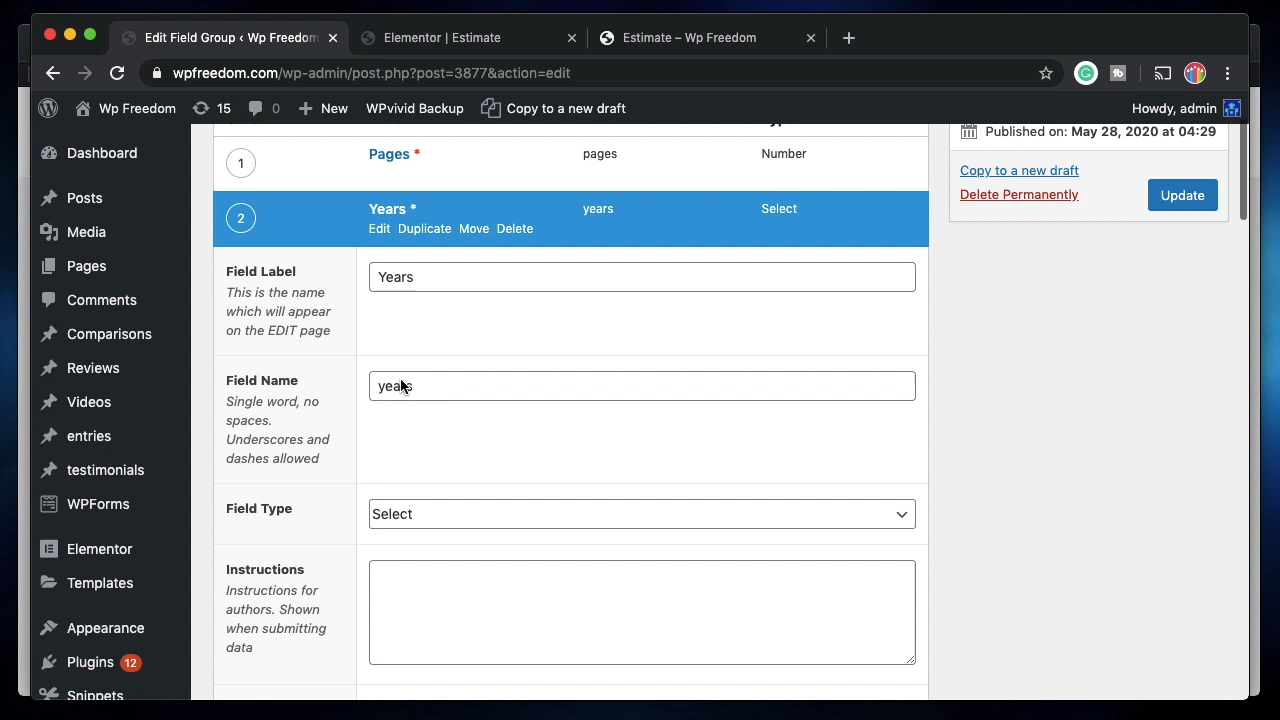 Edit Field Group ‹ Wp Freedom
Elementor | Estimate
Estimate – Wp Freedom
wpfreedom.com/wp-admin/post.php?post=3877&action=edit
Wp Freedom 15 0 New WPvivid Backup Copy to a new draft Howdy, admin
Dashboard
Posts
Media
Pages
Comments
Comparisons
Reviews
Videos
entries
testimonials
WPForms
Elementor
Templates
Appearance
Plugins 12
Snippets
1 Pages * pages Number
2 Years * years Select
Edit Duplicate Move Delete
Field Label
This is the name
which will appear
on the EDIT page
Years
Field Name
Single word, no
spaces.
Underscores and
dashes allowed
years
Field Type
Select
Instructions
Instructions for
authors. Shown
when submitting
data
Published on: May 28, 2020 at 04:29
Copy to a new draft
Delete Permanently
Update